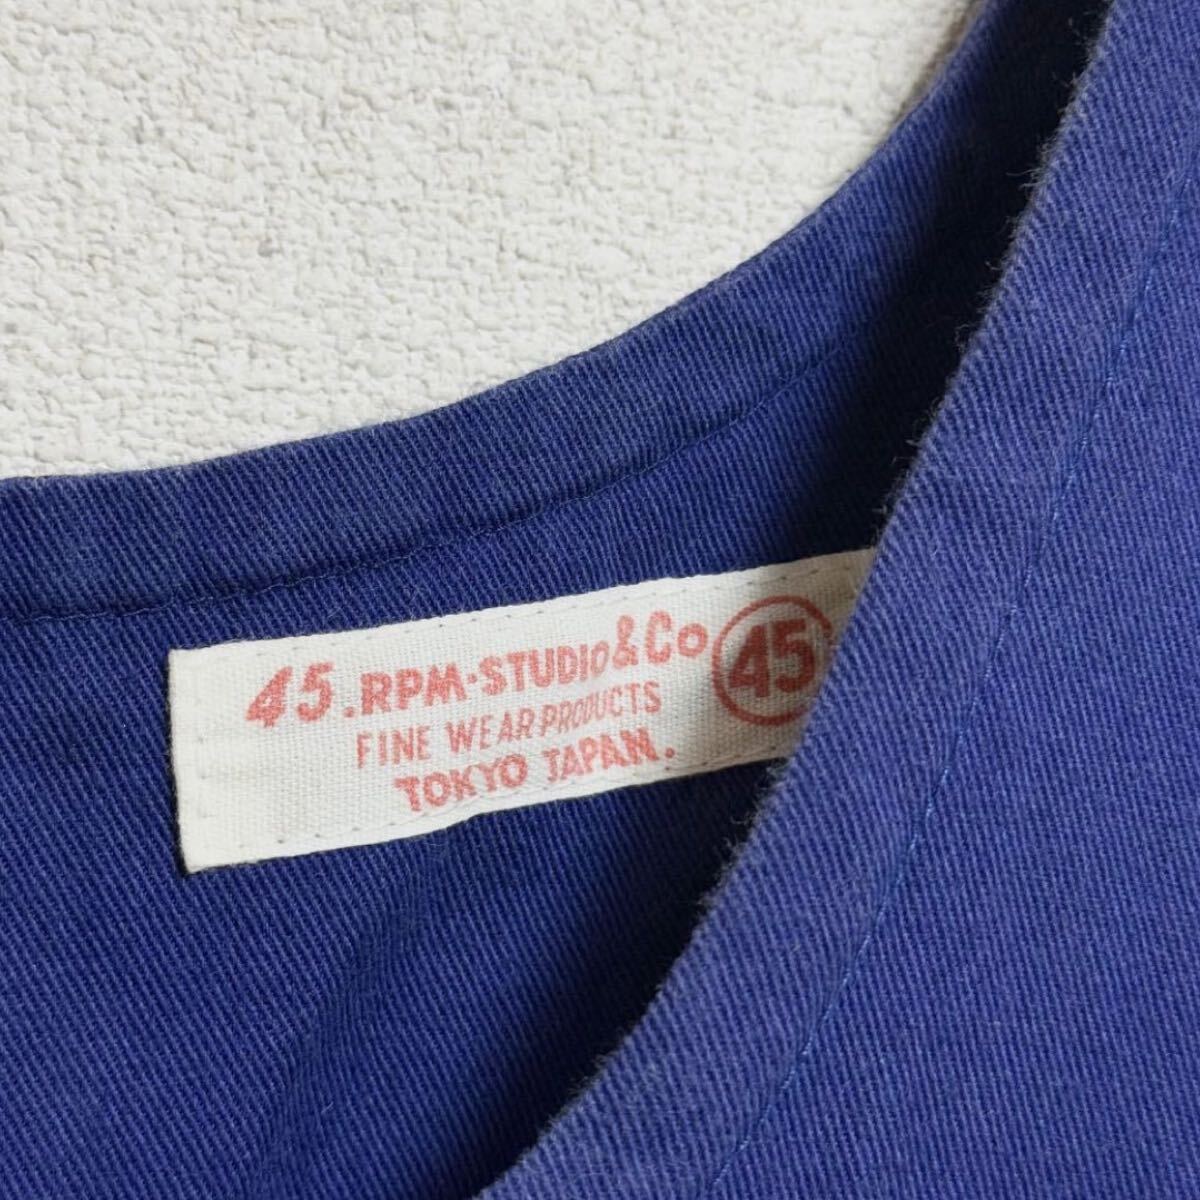 45.RPM·STUDIO&Co 45
FINE WEAR·PRODUCTS
TOKYO JAPAN.